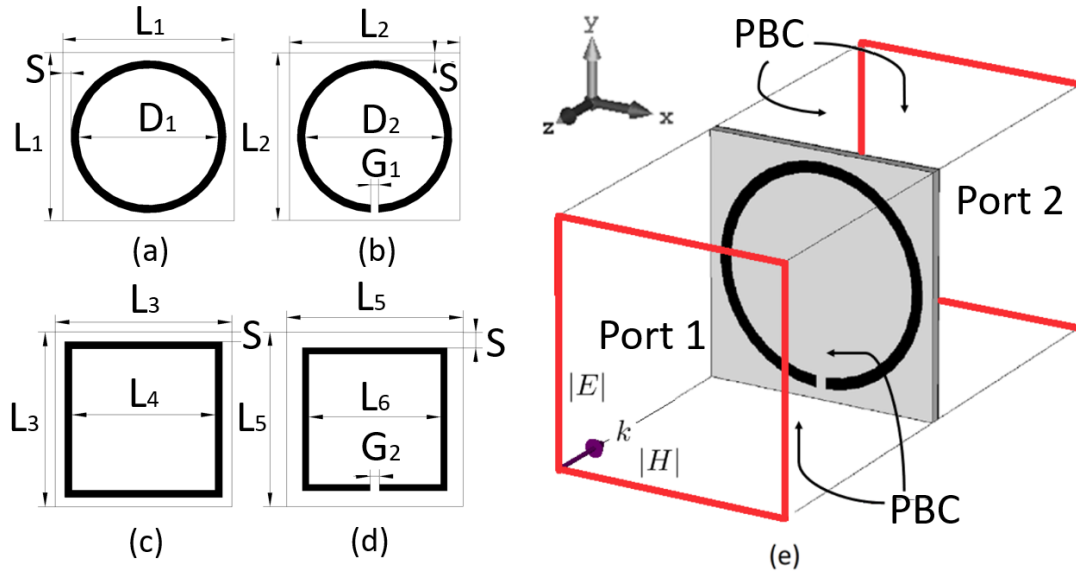 L1
S
L1
D1
(a)
L2
S
L2
D2
G1
(b)
L3
S
L3
L4
(c)
L5
S
L5
L6
G2
(d)
y
z
x
PBC
Port 2
Port 1
|E|
k
|H|
PBC
(e)